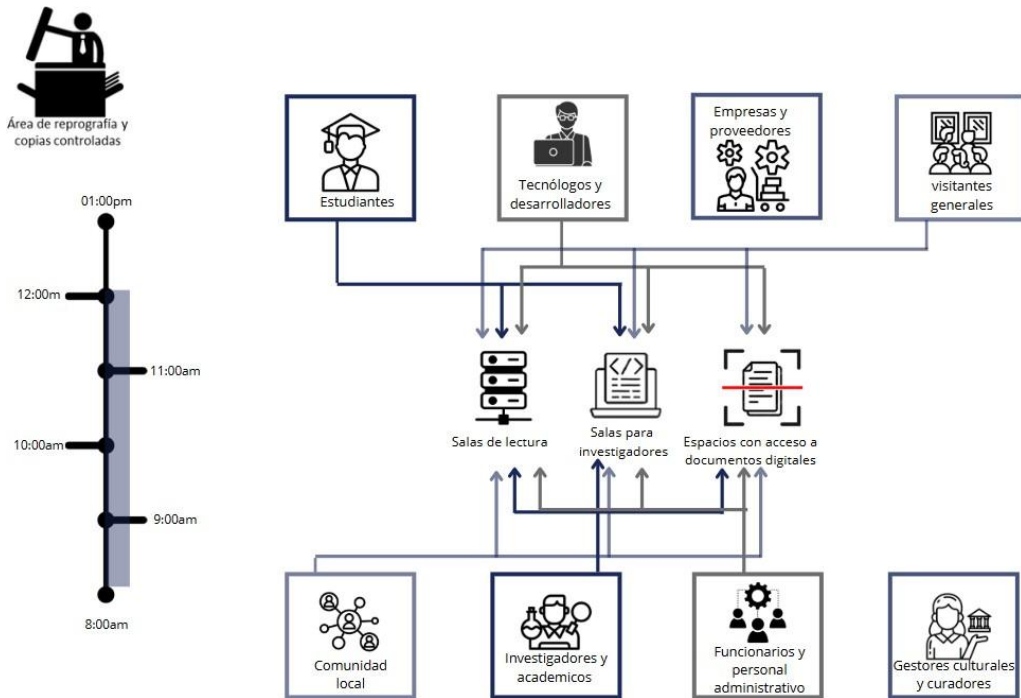 Área de reprografía y
copias controladas
01:00pm
12:00m
11:00am
10:00am
9:00am
8:00am
Estudiantes
Tecnólogos y
desarrolladores
Empresas y
proveedores
visitantes
generales
Salas de lectura
Salas para
investigadores
Espacios con acceso a
documentos digitales
Comunidad
local
Investigadores y
academicos
Funcionarios y
personal
administrativo
Gestores culturales
y curadores